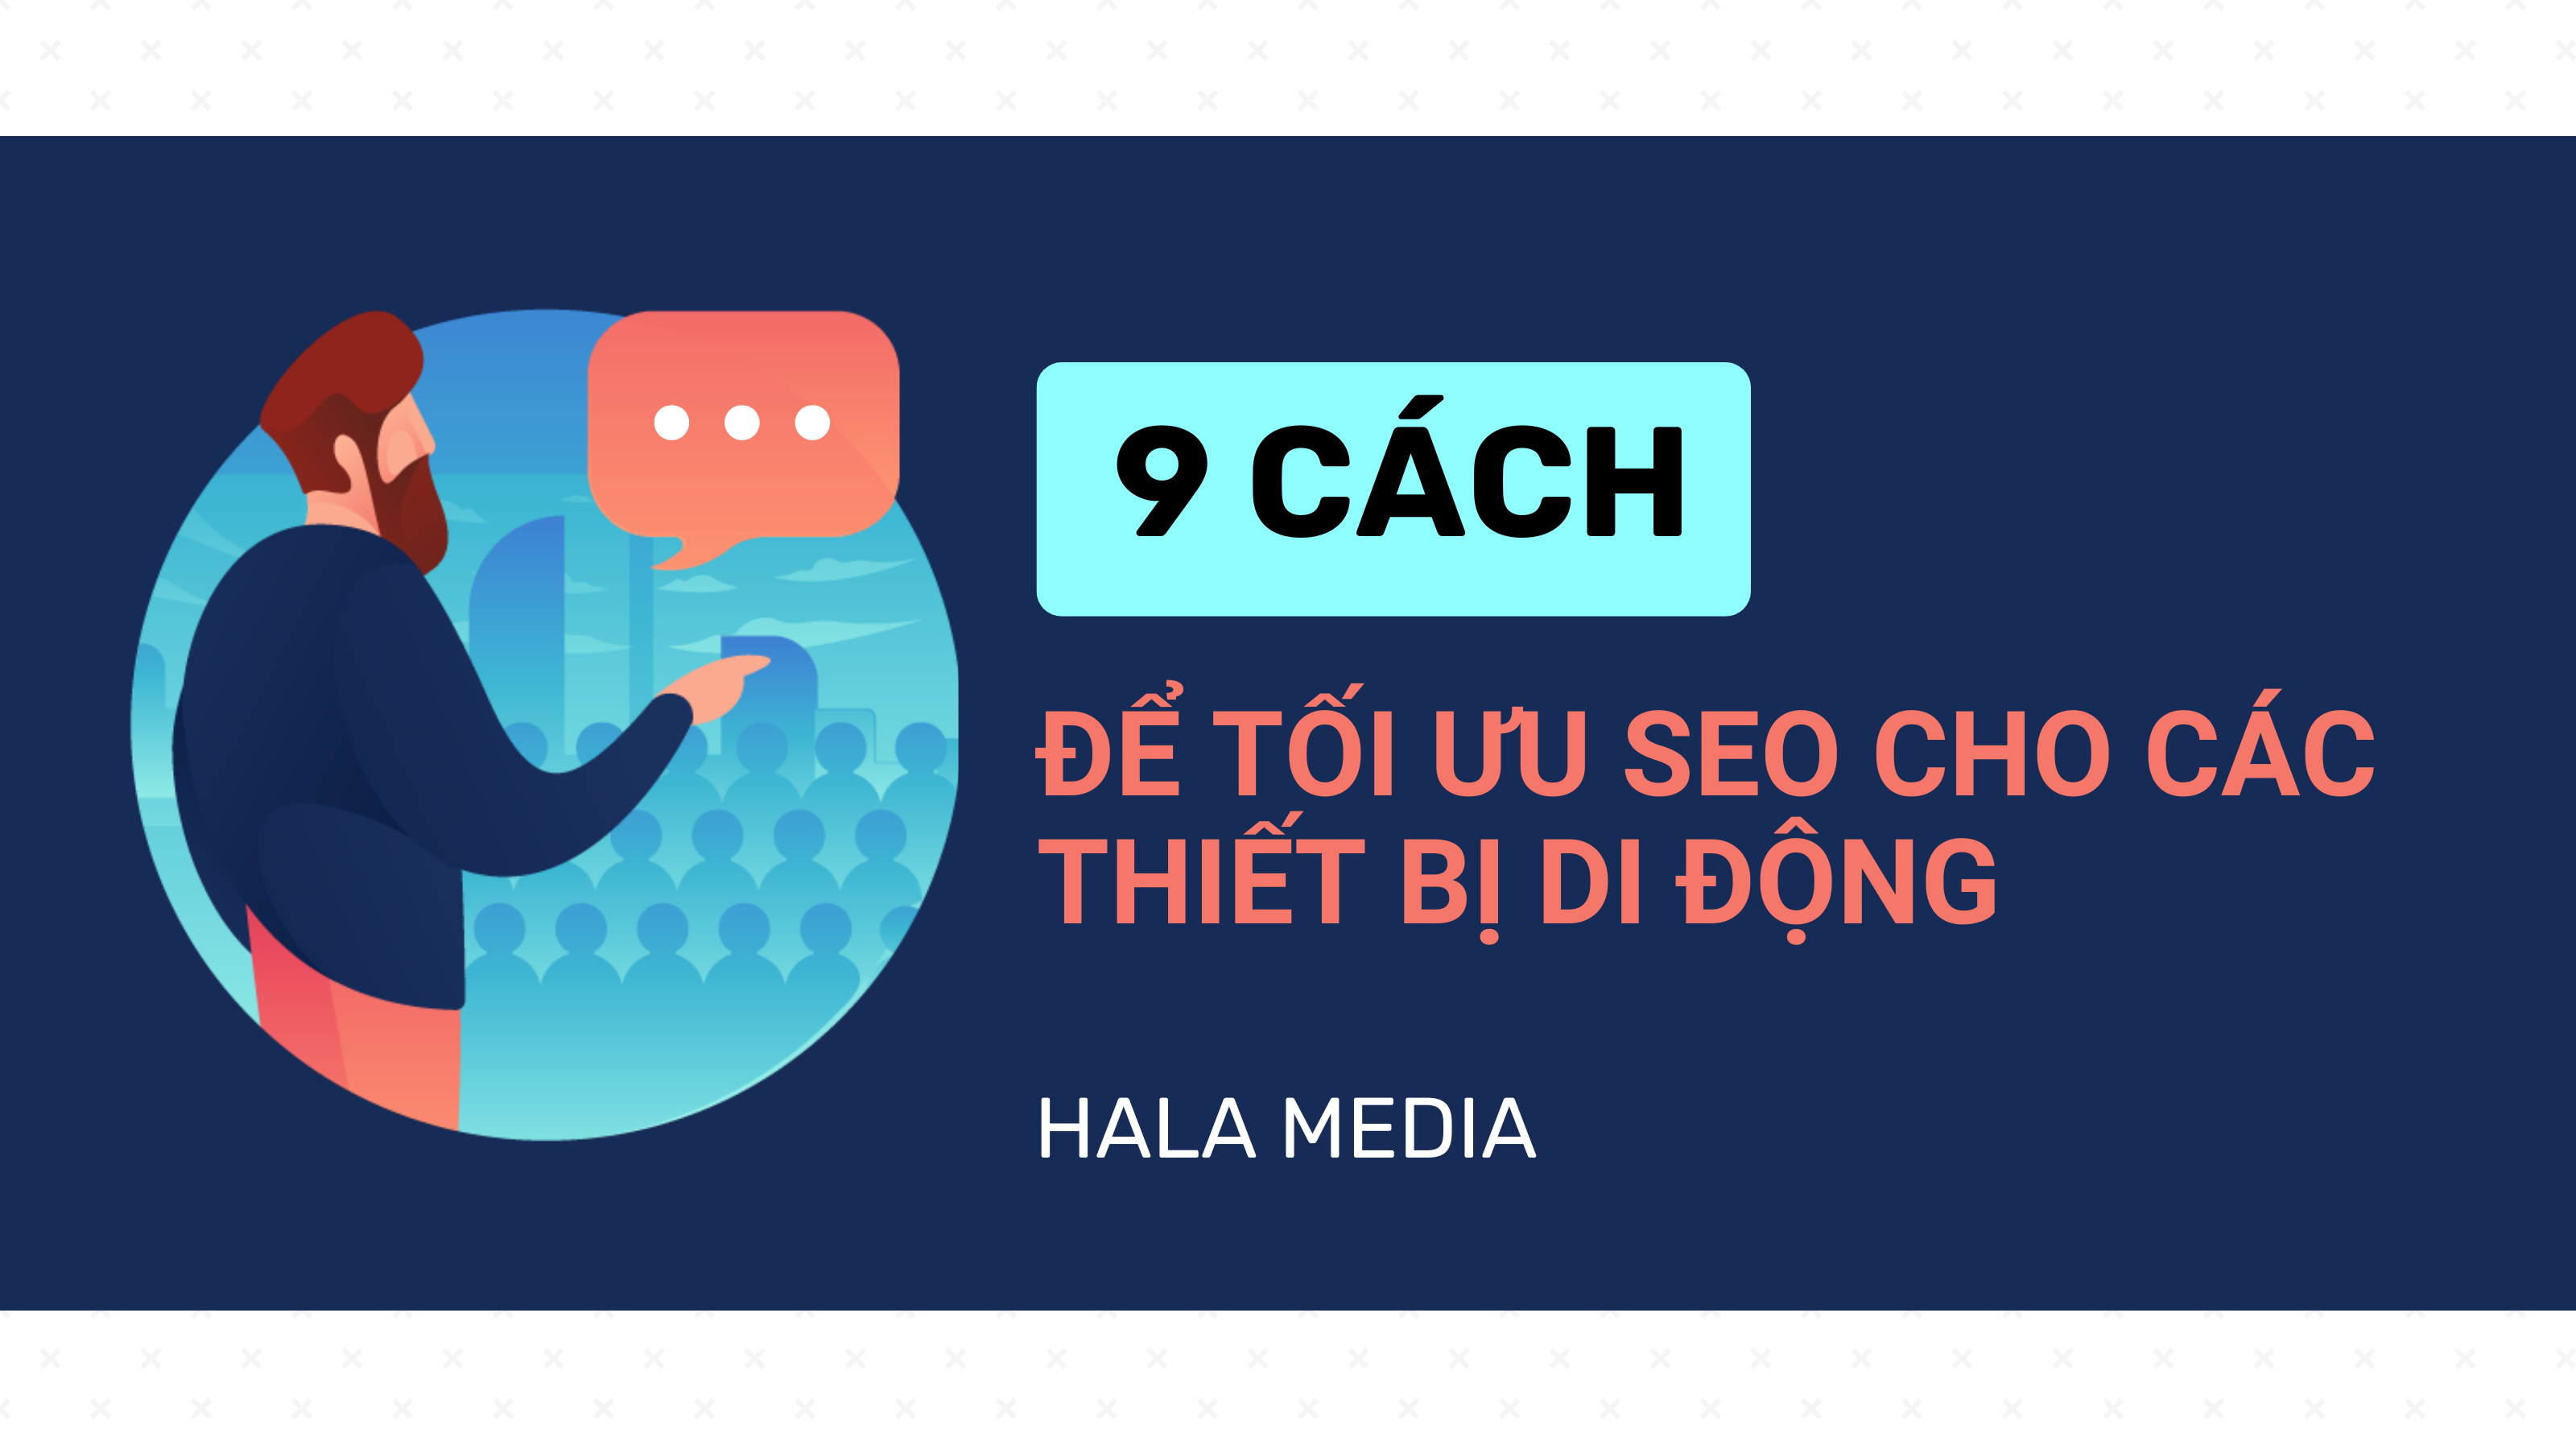 9 CÁCH
ĐỂ TỐI ƯU SEO CHO CÁC
THIẾT BỊ DI ĐỘNG
HALA MEDIA